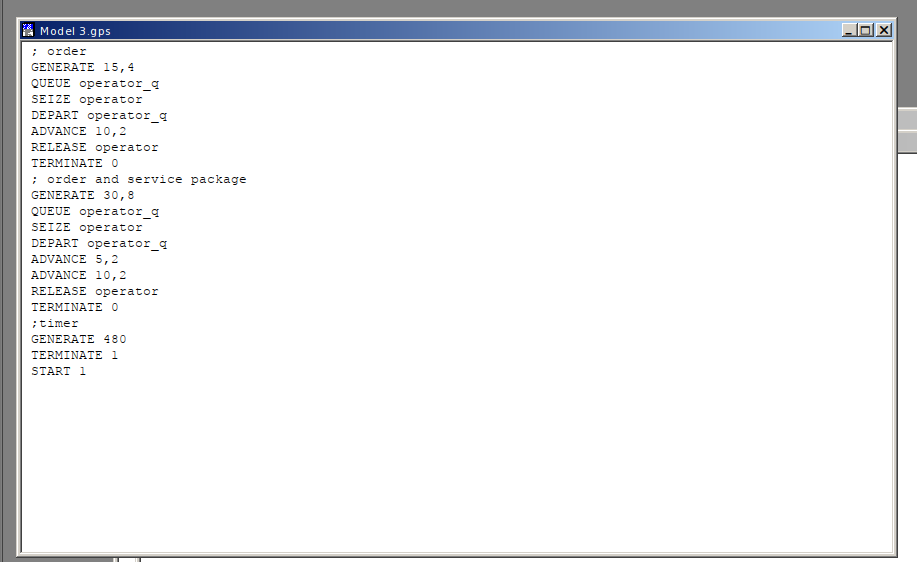 Model 3.gps
; order
GENERATE 15,4
QUEUE operator_q
SEIZE operator
DEPART operator_q
ADVANCE 10,2
RELEASE operator
TERMINATE 0
; order and service package
GENERATE 30,8
QUEUE operator_q
SEIZE operator
DEPART operator_q
ADVANCE 5,2
ADVANCE 10,2
RELEASE operator
TERMINATE 0
;timer
GENERATE 480
TERMINATE 1
START 1